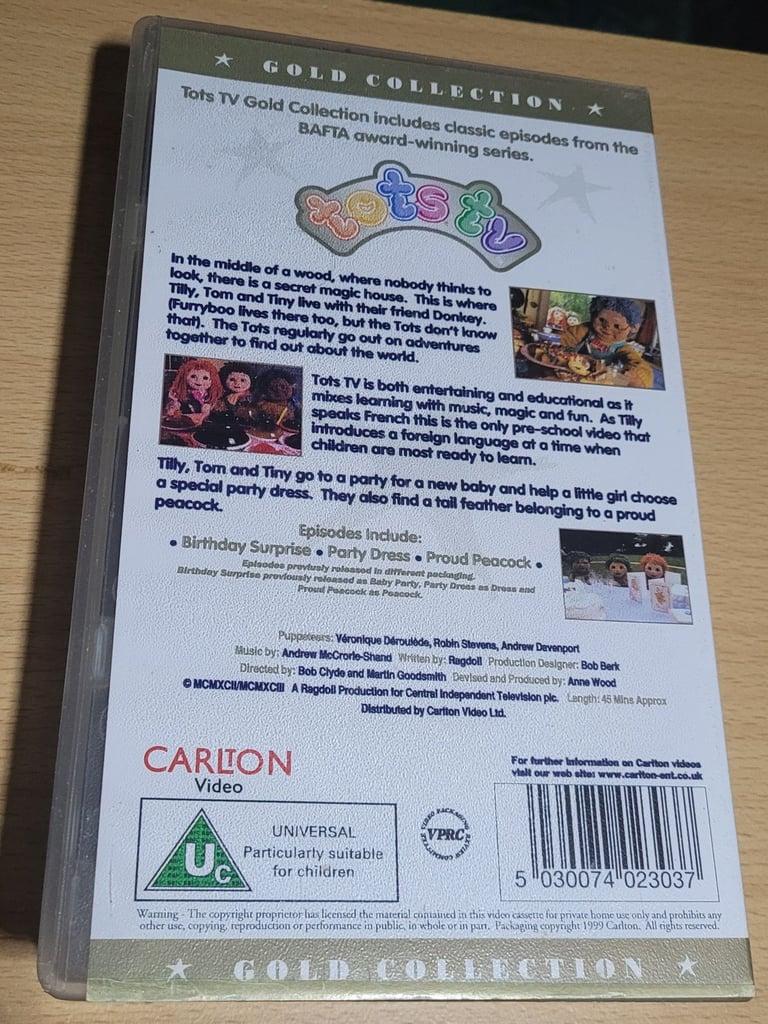 ★ GOLD COLLECTION ★
Tots TV Gold Collection includes classic episodes from the
BAFTA award-winning series.
tots tv
In the middle of a wood, where nobody thinks to
look, there is a secret magic house. This is where
Tilly, Tom and Tiny live with their friend Donkey.
(Furryboo lives there too, but the Tots don't know
that). The Tots regularly go out on adventures
together to find out about the world.
Tots TV is both entertaining and educational as it
mixes learning with music, magic and fun. As Tilly
speaks French this is the only pre-school video that
introduces a foreign language at a time when
children are most ready to learn.
Tilly, Tom and Tiny go to a party for a new baby and help a little girl choose
a special party dress. They also find a tail feather belonging to a proud
peacock.
Episodes Include:
• Birthday Surprise • Party Dress • Proud Peacock •
Episodes previusly released in different packaging.
Birthday Surprise previously released as Baby Party, Party Dress as Dress and
Proud Peacock as Peacock.
Puppeteers: Véronique Déroulède, Robin Stevens, Andrew Davenport
Music by: Andrew McCrorie-Shand Written by: Ragdoll Production Designer: Bob Berk
Directed by: Bob Clyde and Martin Goodsmith Devised and Produced by: Anne Wood
© MCMXCII/MCMXCIII A Ragdoll Production for Central Independent Television plc. Length: 45 Mins Approx
Distributed by Carlton Video Ltd.
CARLTON
Video
For further information on Carlton videos
visit our web site: www.carlton-ent.co.uk
Uc
UNIVERSAL
Particularly suitable
for children
VIDEO PACKAGING REVIEW COMMITTEE
VPRC
5 030074 023037
Warning - The copyright proprietor has licensed the material contained in this video cassette for private home use only and prohibits any
other use, copying, reproduction or performance in public, in whole or in part. Packaging copyright 1999 Carlton. All rights reserved.
★ GOLD COLLECTION ★